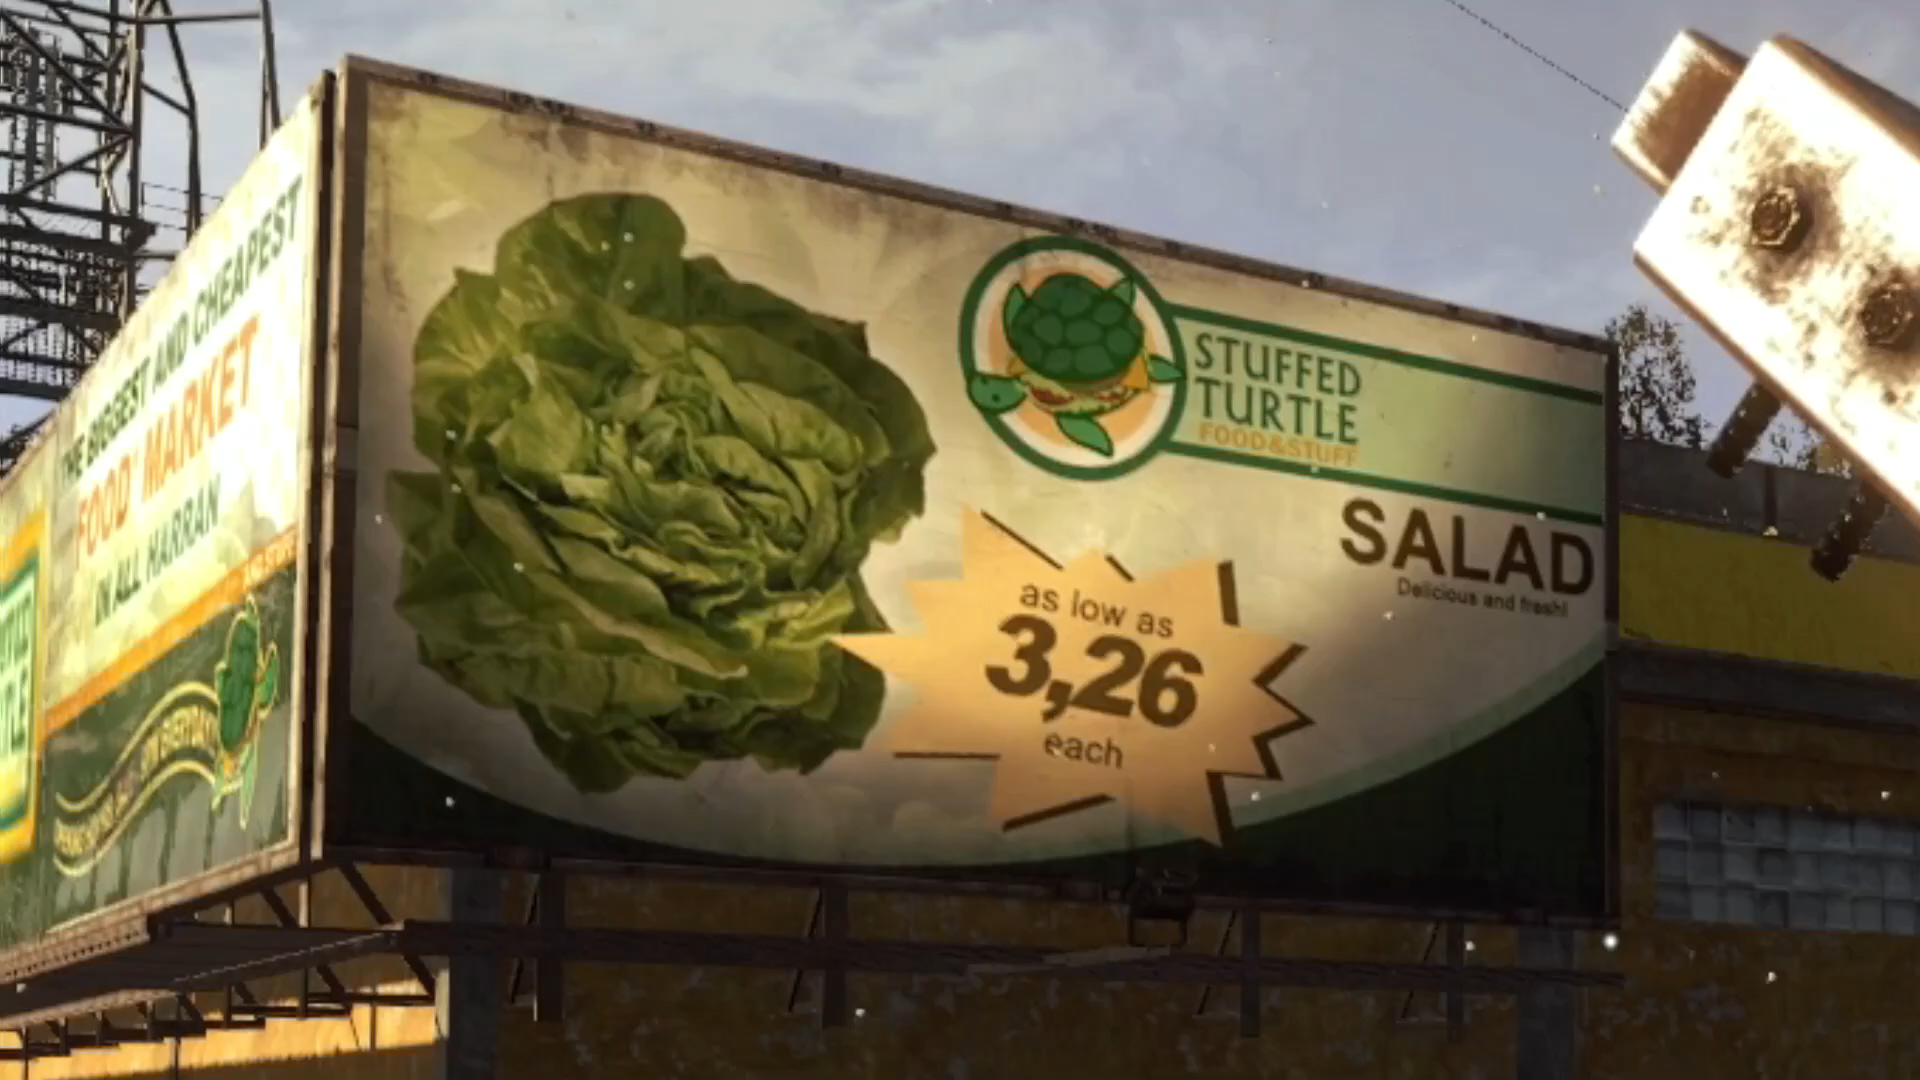 THE BIGGEST AND CHEAPEST
FOOD MARKET
IN ALL HARRAN
STUFFED
TURTLE
FOOD&STUFF
SALAD
Delicious and fresh!
as low as
3,26
each